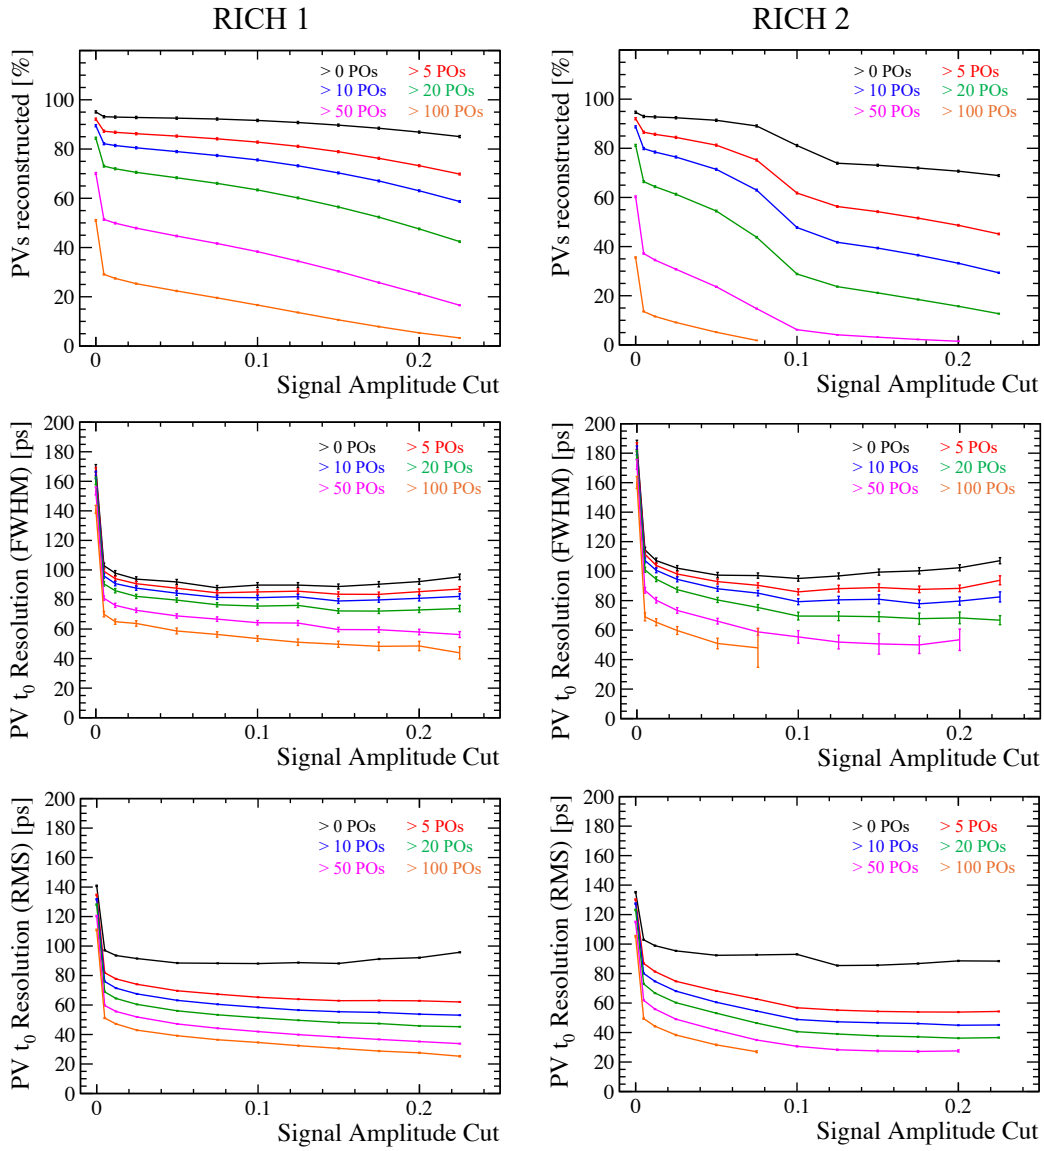 RICH 1
RICH 2
PVs reconstructed [%]
100
80
60
40
20
0
> 0 POs > 5 POs
> 10 POs > 20 POs
> 50 POs > 100 POs
0 0.1 0.2
Signal Amplitude Cut
PVs reconstructed [%]
100
80
60
40
20
0
> 0 POs > 5 POs
> 10 POs > 20 POs
> 50 POs > 100 POs
0 0.1 0.2
Signal Amplitude Cut
PV t0 Resolution (FWHM) [ps]
200
180
160
140
120
100
80
60
40
20
0
> 0 POs > 5 POs
> 10 POs > 20 POs
> 50 POs > 100 POs
0 0.1 0.2
Signal Amplitude Cut
PV t0 Resolution (FWHM) [ps]
200
180
160
140
120
100
80
60
40
20
0
> 0 POs > 5 POs
> 10 POs > 20 POs
> 50 POs > 100 POs
0 0.1 0.2
Signal Amplitude Cut
PV t0 Resolution (RMS) [ps]
200
180
160
140
120
100
80
60
40
20
0
> 0 POs > 5 POs
> 10 POs > 20 POs
> 50 POs > 100 POs
0 0.1 0.2
Signal Amplitude Cut
PV t0 Resolution (RMS) [ps]
200
180
160
140
120
100
80
60
40
20
0
> 0 POs > 5 POs
> 10 POs > 20 POs
> 50 POs > 100 POs
0 0.1 0.2
Signal Amplitude Cut